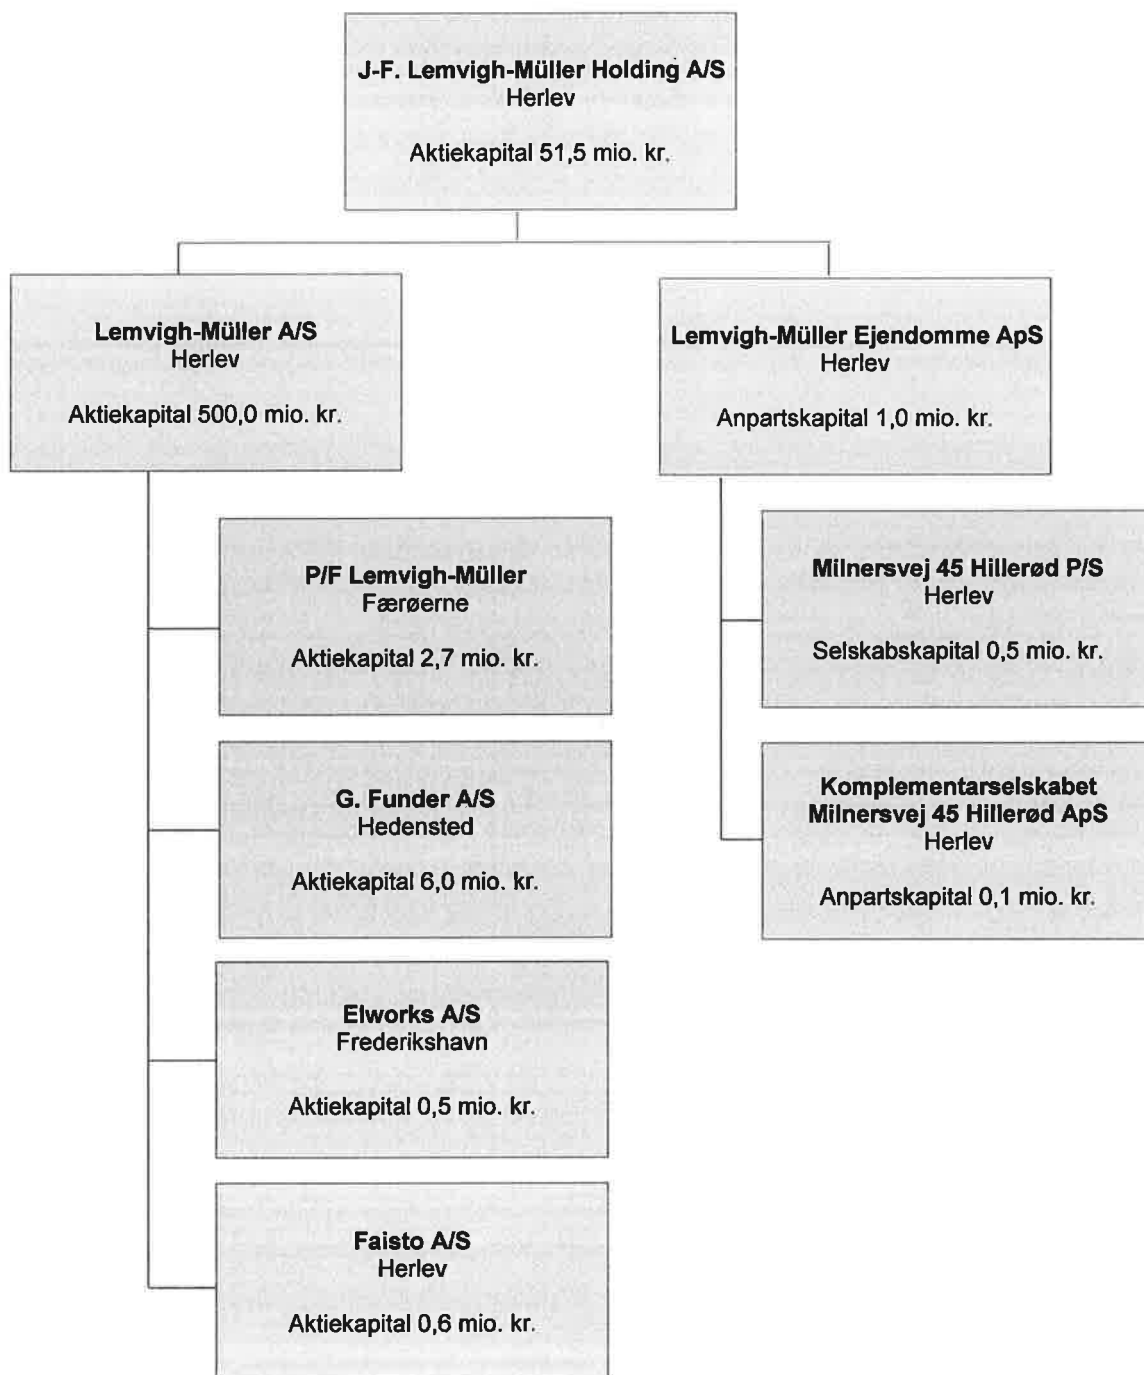 J-F. Lemvigh-Müller Holding A/S
Herlev
Aktiekapital 51,5 mio. kr.
Lemvigh-Müller A/S
Herlev
Aktiekapital 500,0 mio. kr.
Lemvigh-Müller Ejendomme ApS
Herlev
Anpartskapital 1,0 mio. kr.
P/F Lemvigh-Müller
Færøerne
Aktiekapital 2,7 mio. kr.
G. Funder A/S
Hedensted
Aktiekapital 6,0 mio. kr.
Elworks A/S
Frederikshavn
Aktiekapital 0,5 mio. kr.
Faisto A/S
Herlev
Aktiekapital 0,6 mio. kr.
Milnersvej 45 Hillerød P/S
Herlev
Selskabskapital 0,5 mio. kr.
Komplementarselskabet
Milnersvej 45 Hillerød ApS
Herlev
Anpartskapital 0,1 mio. kr.